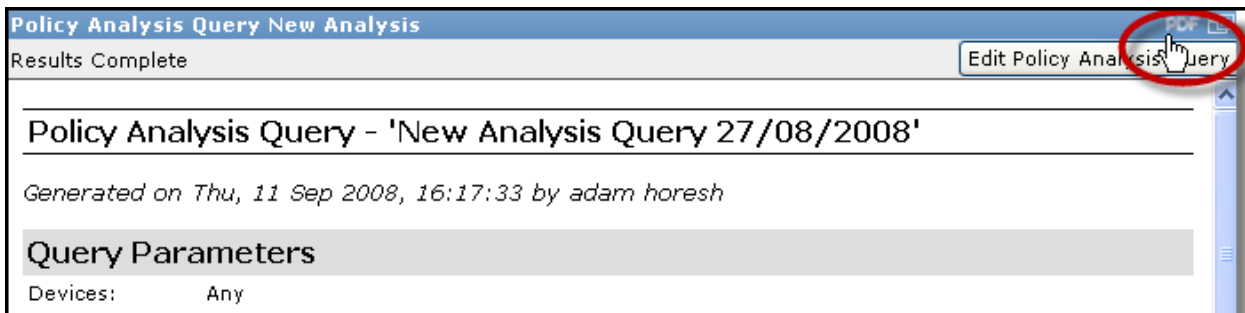 Policy Analysis Query New Analysis PDF
Results Complete Edit Policy Analysis Query
Policy Analysis Query - 'New Analysis Query 27/08/2008'
Generated on Thu, 11 Sep 2008, 16:17:33 by adam horesh
Query Parameters
Devices: Any